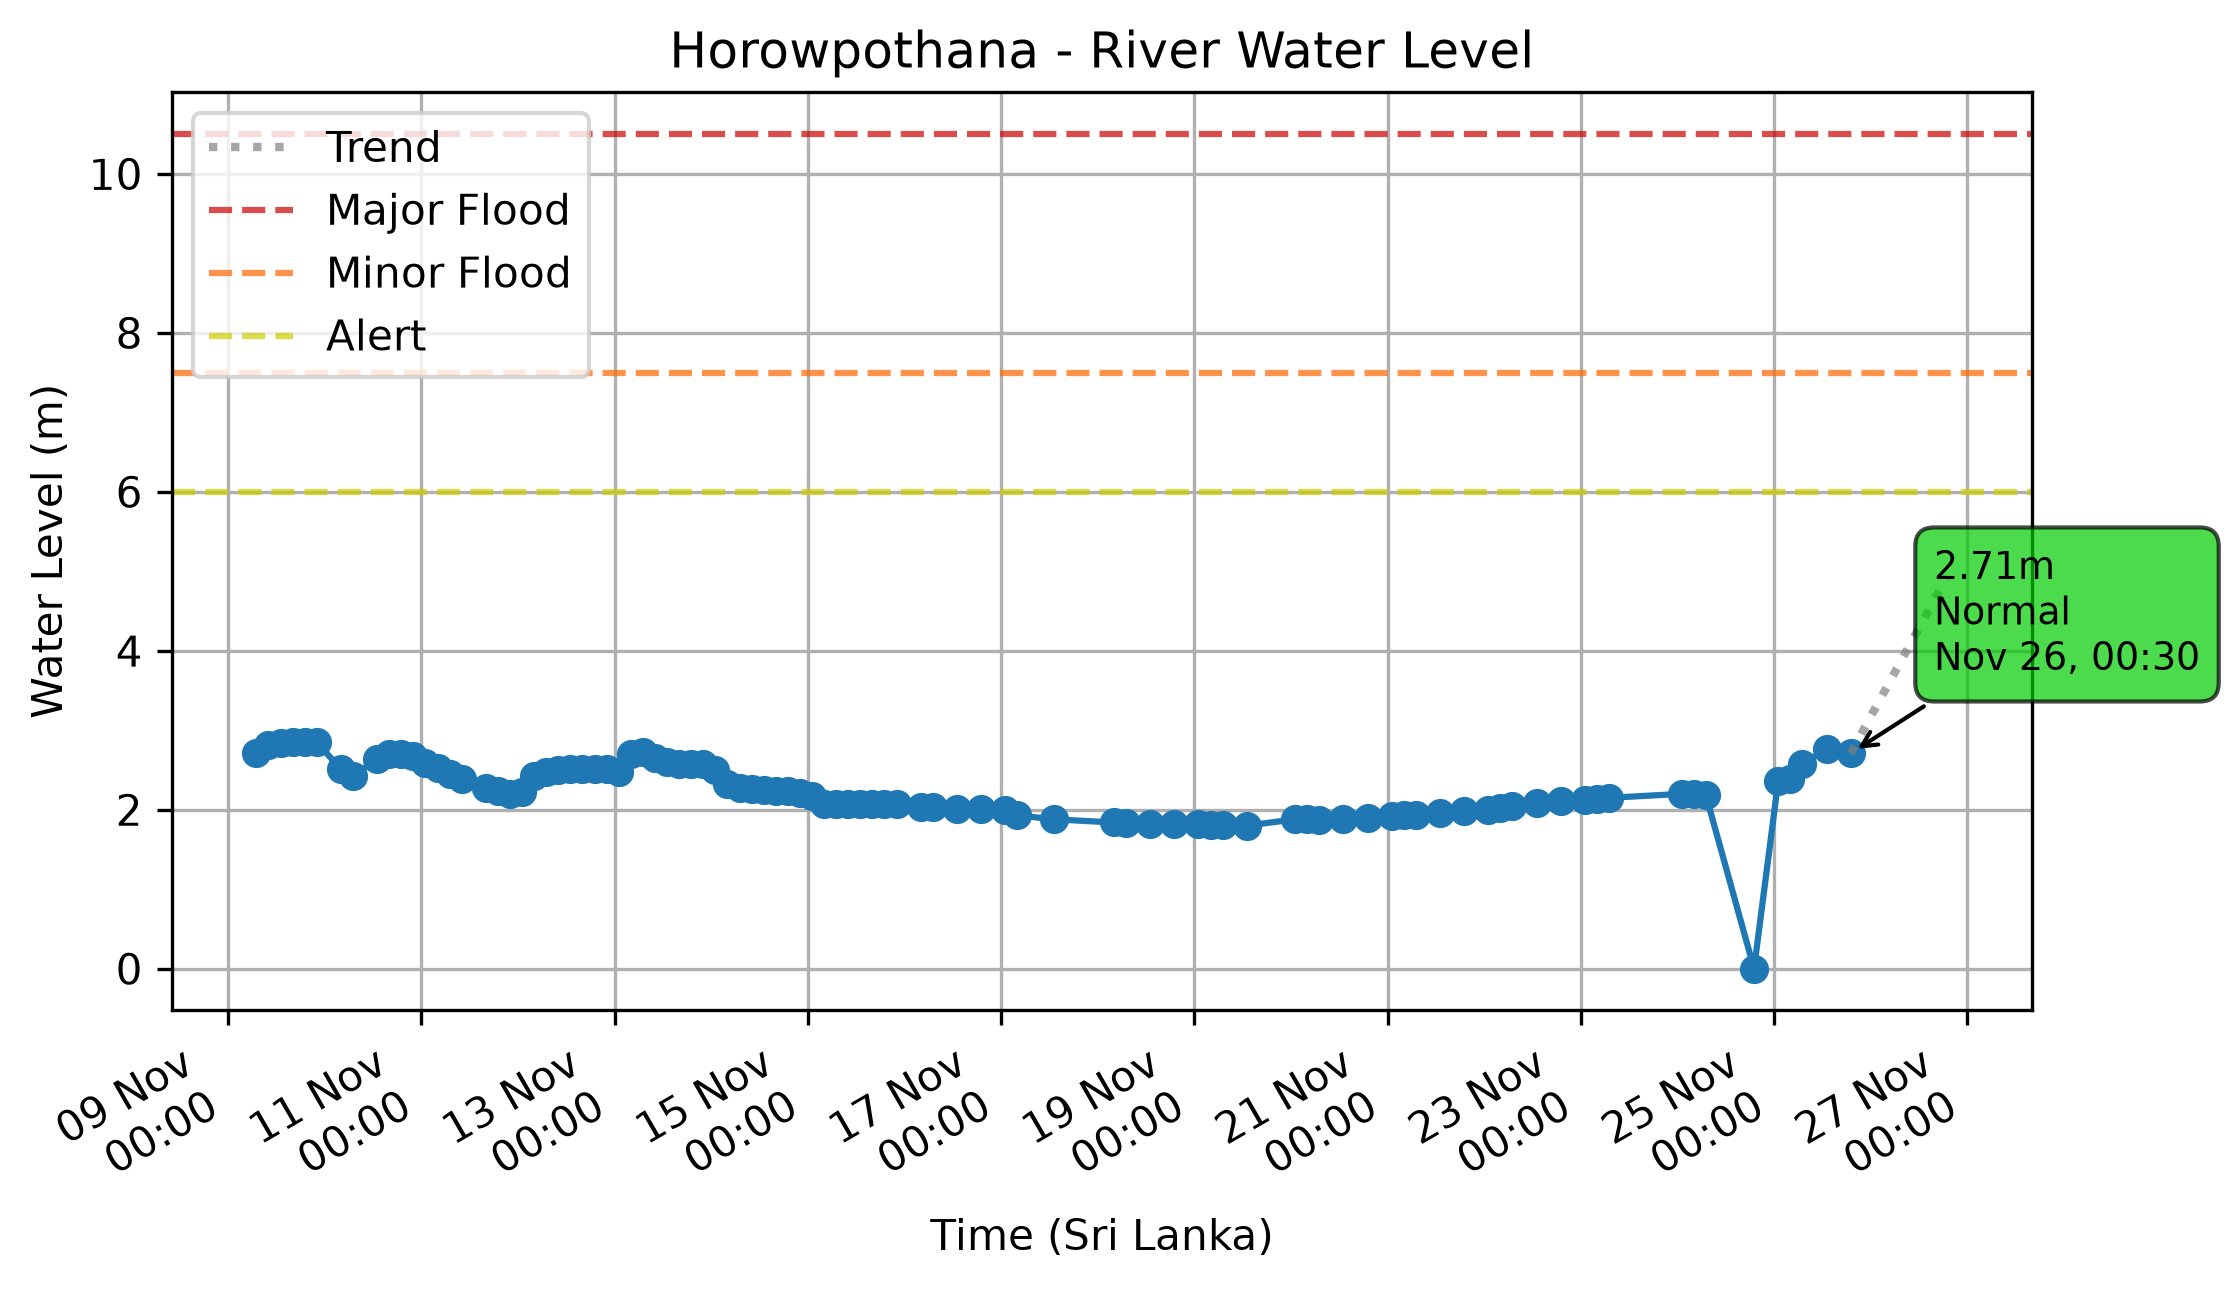 Horowpothana - River Water Level
Trend
Major Flood
Minor Flood
Alert
10
8
6
4
2
0
Water Level (m)
2.71m
Normal
Nov 26, 00:30
09 Nov
00:00
11 Nov
00:00
13 Nov
00:00
15 Nov
00:00
17 Nov
00:00
19 Nov
00:00
21 Nov
00:00
23 Nov
00:00
25 Nov
00:00
27 Nov
00:00
Time (Sri Lanka)